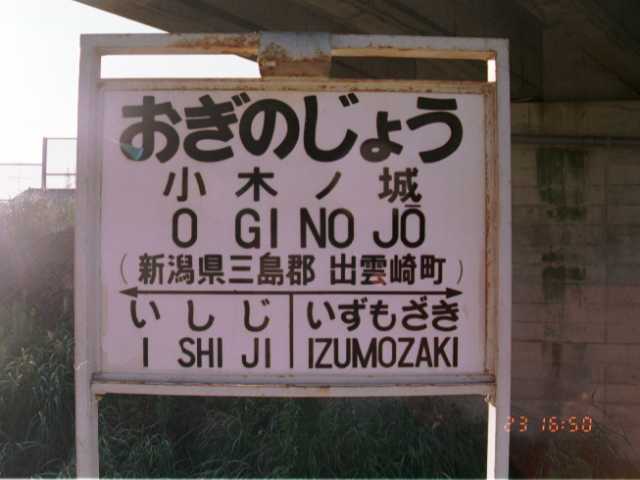 おぎのじょう
小木ノ城
O GI NO JŌ
(新潟県三島郡 出雲崎町)
いしじ いずもざき
I SHI JI IZUMOZAKI
23 16:50